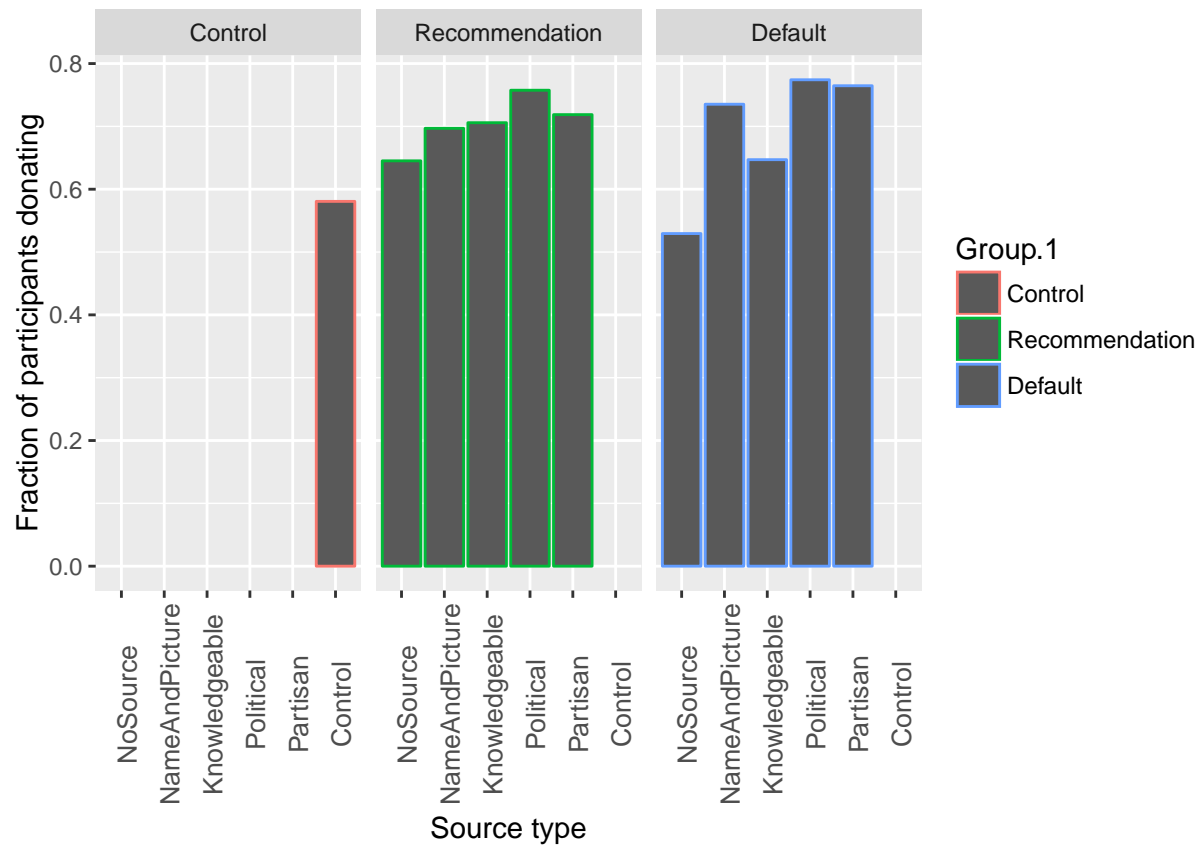 Control
Recommendation
Default
0.8
0.6
0.4
0.2
0.0
Fraction of participants donating
NoSource
NameAndPicture
Knowledgeable
Political
Partisan
Control
NoSource
NameAndPicture
Knowledgeable
Political
Partisan
Control
NoSource
NameAndPicture
Knowledgeable
Political
Partisan
Control
Source type
Group.1
Control
Recommendation
Default